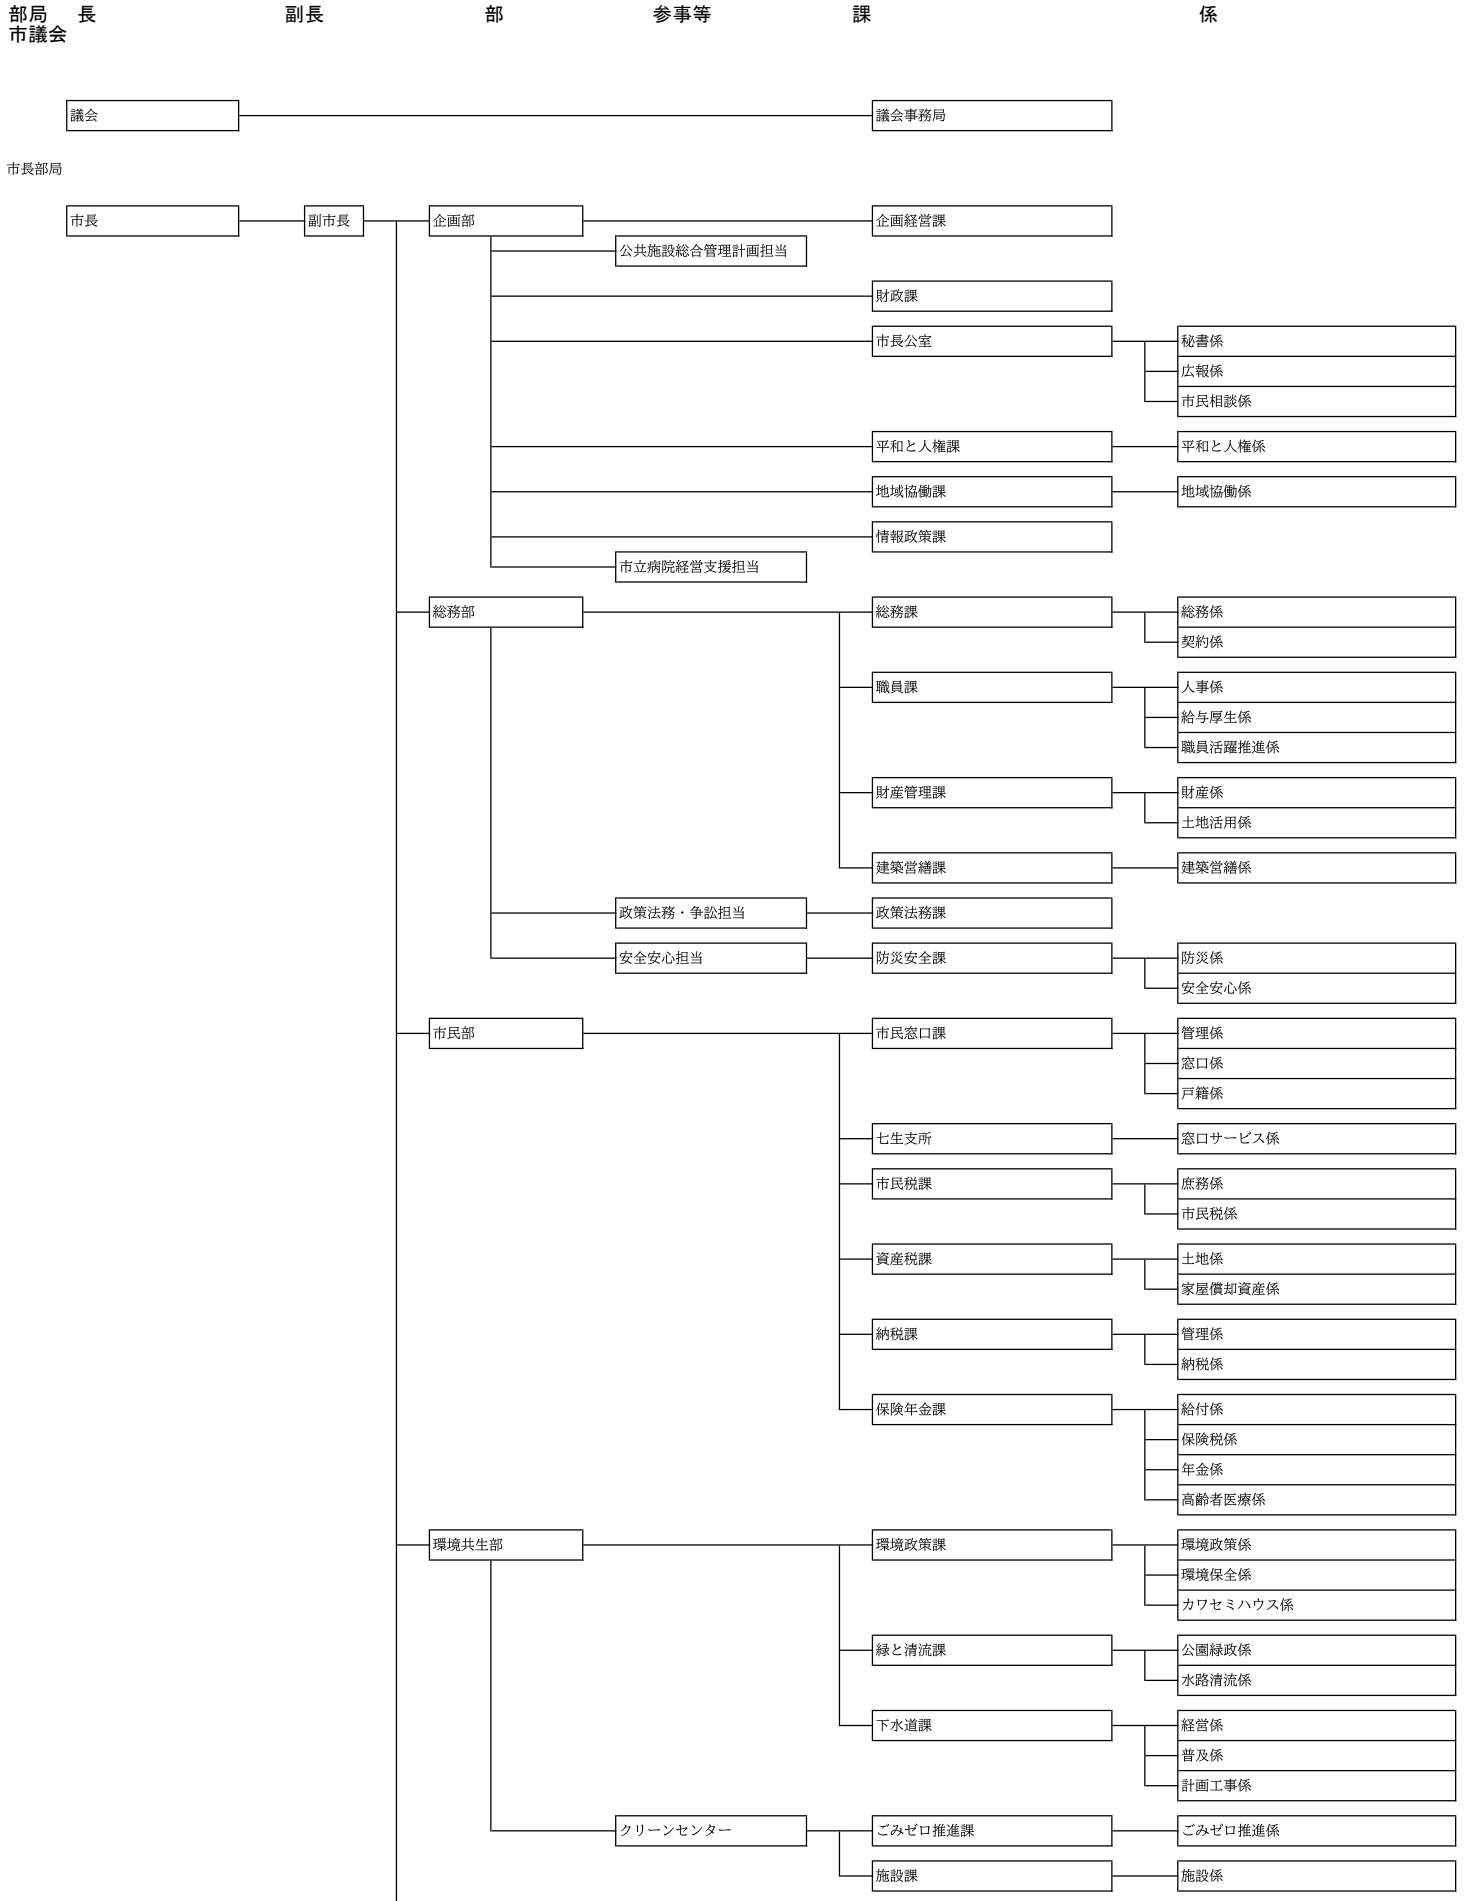 部局 長 副長 部 参事等 課 係
市議会
議会 議会事務局
市長部局
市長 副市長 企画部 企画経営課
公共施設総合管理計画担当
財政課
市長公室 秘書係
広報係
市民相談係
平和と人権課 平和と人権係
地域協働課 地域協働係
情報政策課
市立病院経営支援担当
総務部 総務課 総務係
契約係
職員課 人事係
給与厚生係
職員活躍推進係
財産管理課 財産係
土地活用係
建築営繕課 建築営繕係
政策法務・争訟担当 政策法務課
安全安心担当 防災安全課 防災係
安全安心係
市民部 市民窓口課 管理係
窓口係
戸籍係
七生支所 窓口サービス係
市民税課 庶務係
市民税係
資産税課 土地係
家屋償却資産係
納税課 管理係
納税係
保険年金課 給付係
保険税係
年金係
高齢者医療係
環境共生部 環境政策課 環境政策係
環境保全係
カワセミハウス係
緑と清流課 公園緑政係
水路清流係
下水道課 経営係
普及係
計画工事係
クリーンセンター ごみゼロ推進課 ごみゼロ推進係
施設課 施設係